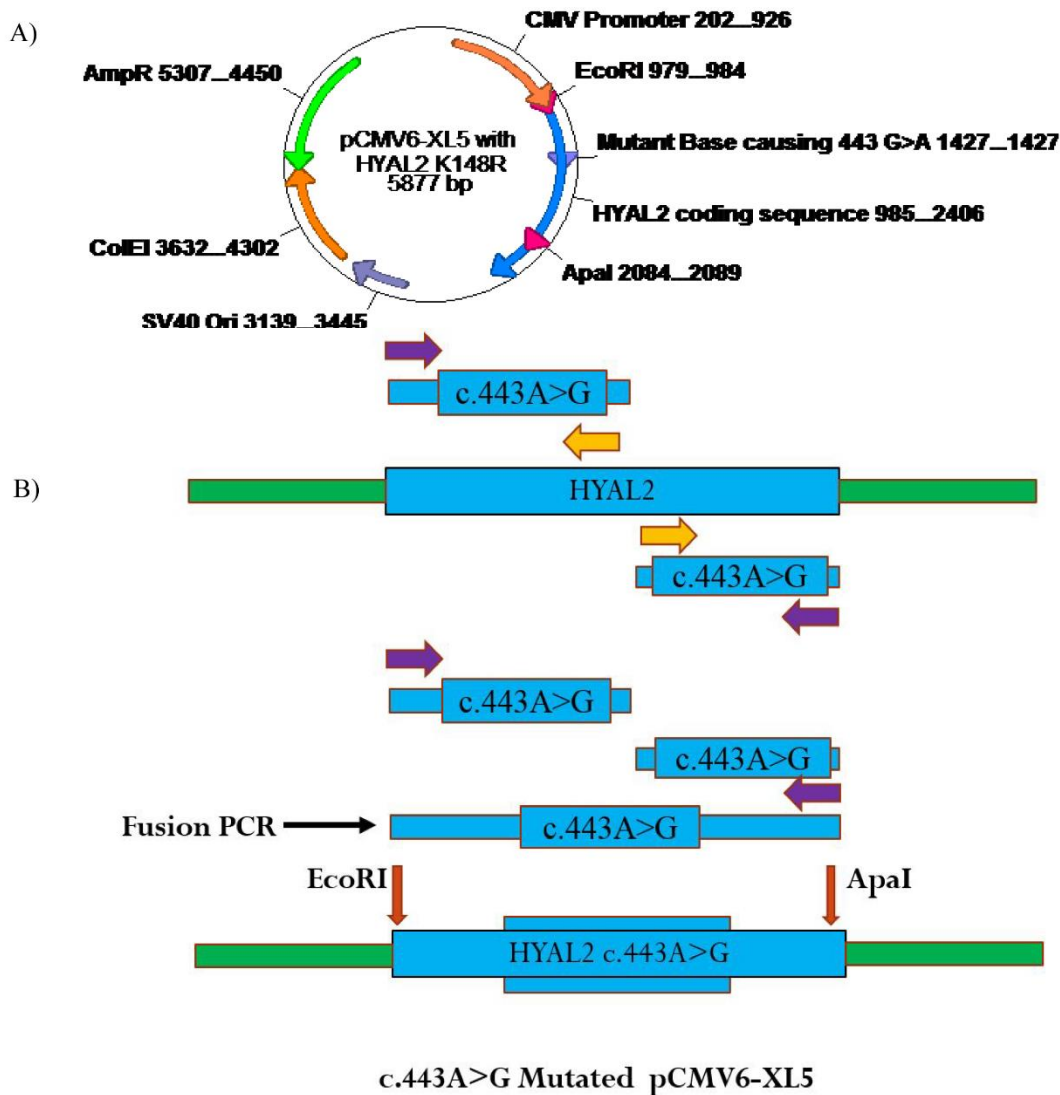 A)
CMV Promoter 202...926
EcoRI 979...984
AmpR 5307...4450
pCMV6-XL5 with
HYAL2 K148R
5877 bp
Mutant Base causing 443 G>A 1427...1427
HYAL2 coding sequence 985...2406
ColEI 3632...4302
ApaI 2084...2089
SV40 Ori 3139...3445
c.443A>G
B)
HYAL2
c.443A>G
c.443A>G
c.443A>G
Fusion PCR
c.443A>G
EcoRI
ApaI
HYAL2 c.443A>G
c.443A>G Mutated pCMV6-XL5